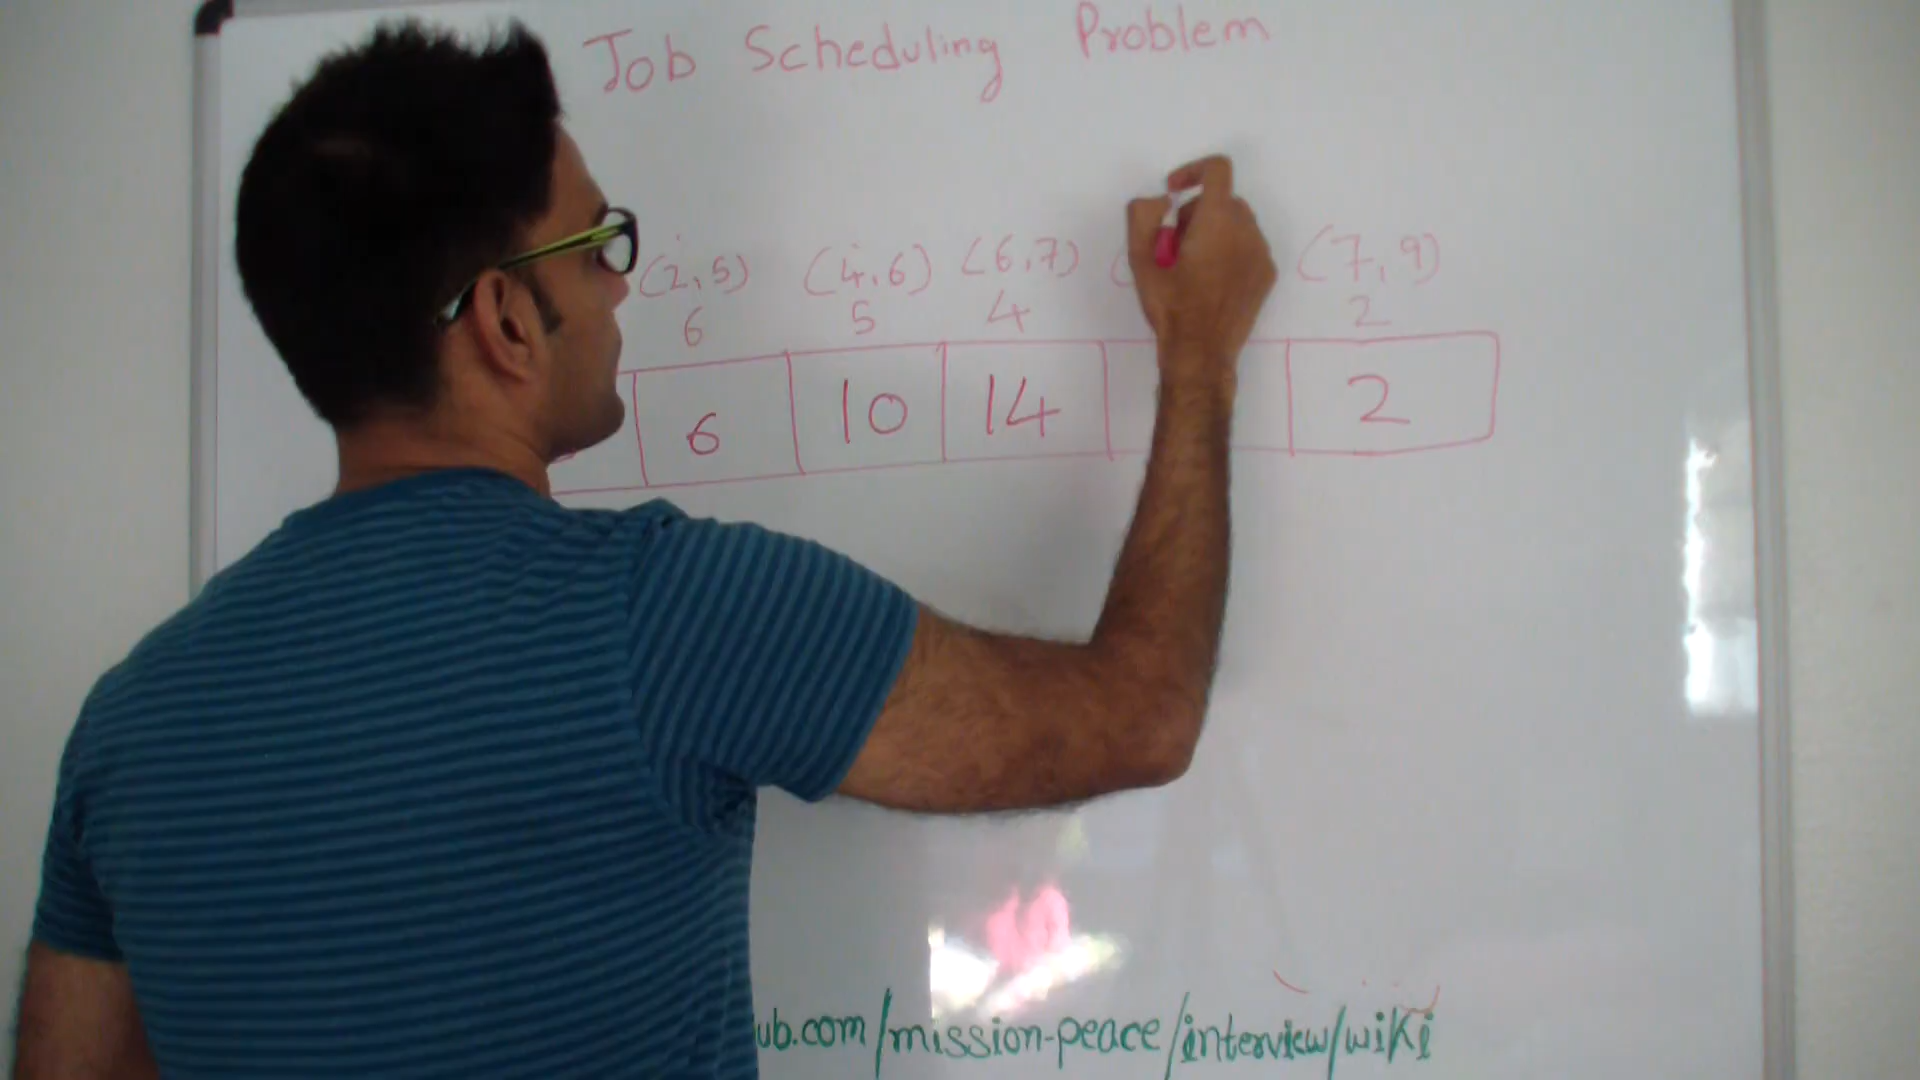 Job Scheduling Problem
(2,5) (4,6) (6,7) ( (7,9)
6 5 4 2
6 10 14 2
ub.com/mission-peace/interview/wiki